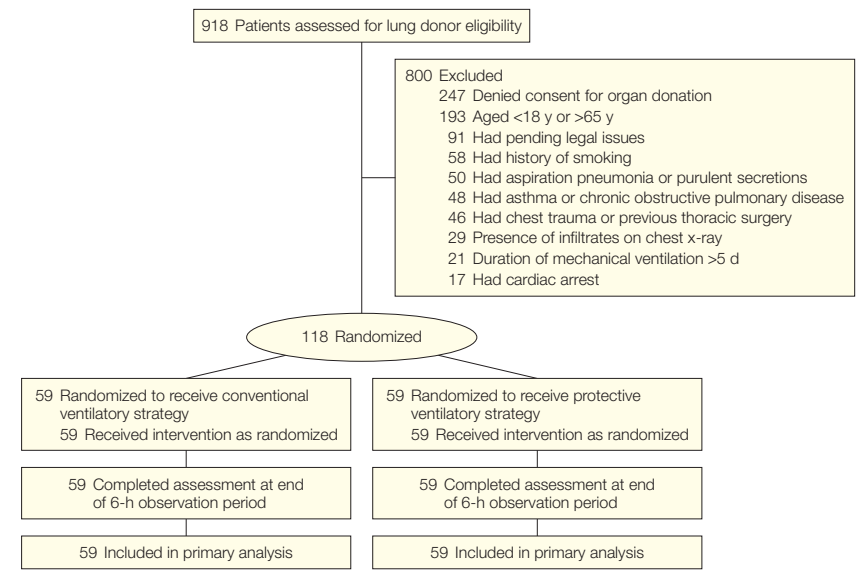 918 Patients assessed for lung donor eligibility
800 Excluded
247 Denied consent for organ donation
193 Aged <18 y or >65 y
91 Had pending legal issues
58 Had history of smoking
50 Had aspiration pneumonia or purulent secretions
48 Had asthma or chronic obstructive pulmonary disease
46 Had chest trauma or previous thoracic surgery
29 Presence of infiltrates on chest x-ray
21 Duration of mechanical ventilation >5 d
17 Had cardiac arrest
118 Randomized
59 Randomized to receive conventional
ventilatory strategy
59 Received intervention as randomized
59 Randomized to receive protective
ventilatory strategy
59 Received intervention as randomized
59 Completed assessment at end
of 6-h observation period
59 Completed assessment at end
of 6-h observation period
59 Included in primary analysis
59 Included in primary analysis